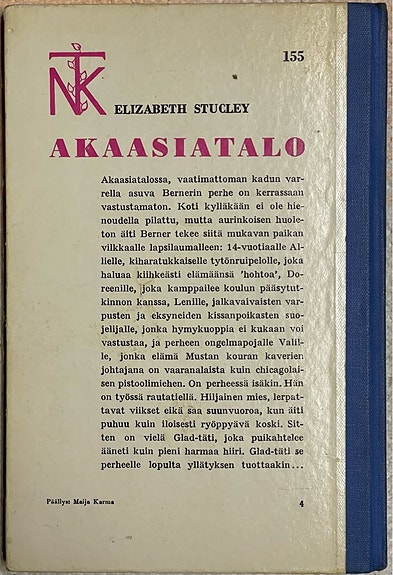 NTK
155
ELIZABETH STUCLEY
AKAASIATALO
Akaasiatalossa, vaatimattoman kadun var-
rella asuva Bernerin perhe on kerrassaan
vastustamaton. Koti kylläkään ei ole hie-
noudella pilattu, mutta aurinkoisen huole-
ton äiti Berner tekee siitä mukavan paikan
vilkkaalle lapsilaumalleen: 14-vuotiaalle Al-
lielle, kiharatukkaiselle tytönruipelolle, joka
haluaa kiihkeästi elämäänsä 'hohtoa', Do-
reenille, joka kamppailee koulun pääsytut-
kinnon kanssa, Lenille, jalkavaivaisten var-
pusten ja eksyneiden kissanpoikasten suo-
jelijalle, jonka hymykuoppia ei kukaan voi
vastustaa, ja perheen ongelmapojalle Valil-
le, jonka elämä Mustan kouran kaverien
johtajana on vaaranalaista kuin chicagolai-
sen pistoolimiehen. On perheessä isäkin. Hän
on työssä rautatiellä. Hiljainen mies, lerpat-
tavat viikset eikä saa suunvuoroa, kun äiti
puhuu kuin iloisesti ryöppyävä koski. Sit-
ten on vielä Glad-täti, joka puikahtelee
ääneti kuin pieni harmaa hiiri. Glad-täti se
perheelle lopulta yllätyksen tuottaakin...
Päällys: Maija Karma
4